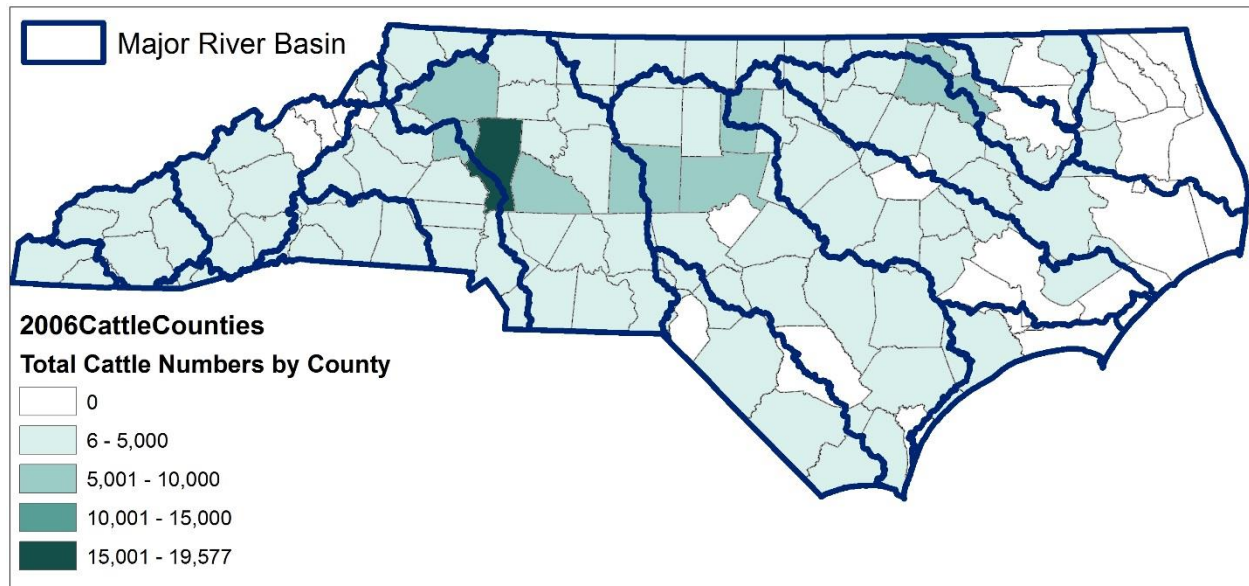 Major River Basin
2006CattleCounties
Total Cattle Numbers by County
0
6 - 5,000
5,001 - 10,000
10,001 - 15,000
15,001 - 19,577